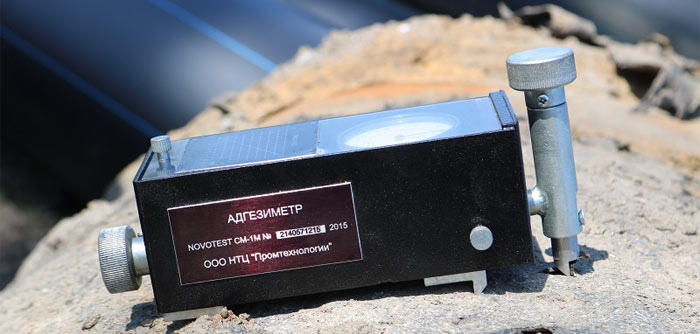 АДГЕЗИМЕТР
NOVOTEST СМ-1М № 2140571215 2015
ООО НТЦ "Промтехнологии"